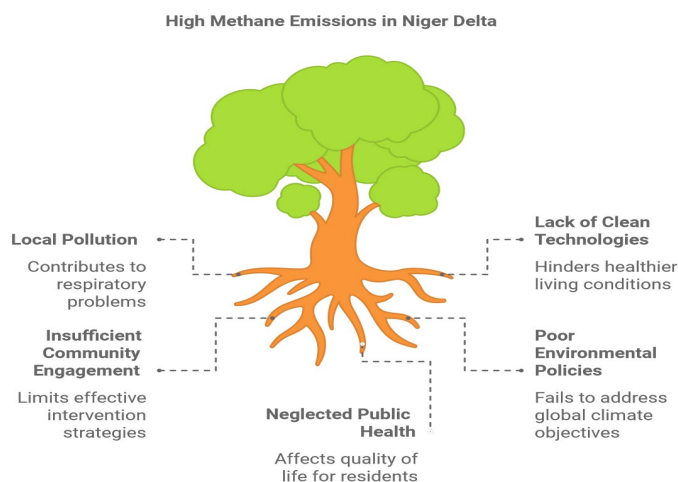 High Methane Emissions in Niger Delta
Local Pollution
Contributes to
respiratory
problems
Insufficient
Community
Engagement
Limits effective
intervention
strategies
Neglected Public
Health
Affects quality of
life for residents
Lack of Clean
Technologies
Hinders healthier
living conditions
Poor
Environmental
Policies
Fails to address
global climate
objectives